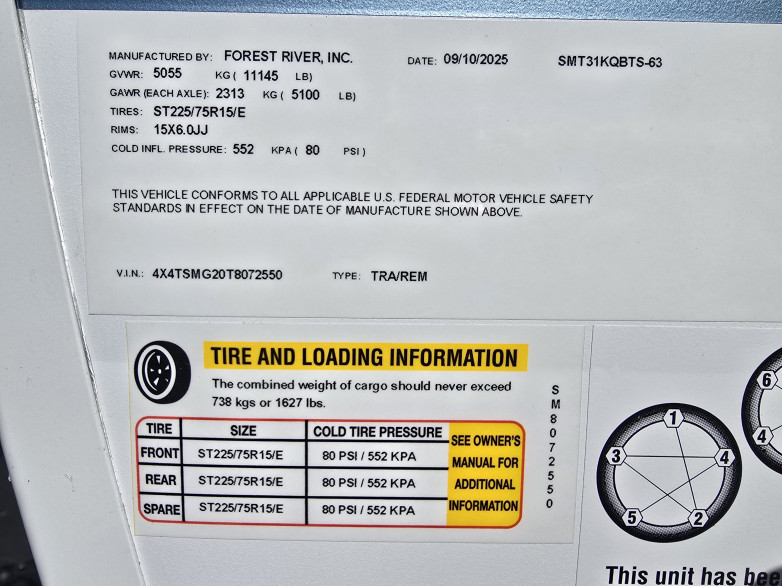 MANUFACTURED BY: FOREST RIVER, INC. DATE: 09/10/2025 SMT31KQBTS-63
GVWR: 5055 KG ( 11145 LB)
GAWR (EACH AXLE): 2313 KG ( 5100 LB)
TIRES: ST225/75R15/E
RIMS: 15X6.0JJ
COLD INFL. PRESSURE: 552 KPA ( 80 PSI )
THIS VEHICLE CONFORMS TO ALL APPLICABLE U.S. FEDERAL MOTOR VEHICLE SAFETY
STANDARDS IN EFFECT ON THE DATE OF MANUFACTURE SHOWN ABOVE.
V.I.N.: 4X4TSMG20T8072550 TYPE: TRA/REM
TIRE AND LOADING INFORMATION
The combined weight of cargo should never exceed
738 kgs or 1627 lbs.
TIRE SIZE COLD TIRE PRESSURE
FRONT ST225/75R15/E 80 PSI / 552 KPA
REAR ST225/75R15/E 80 PSI / 552 KPA
SPARE ST225/75R15/E 80 PSI / 552 KPA
SEE OWNER'S
MANUAL FOR
ADDITIONAL
INFORMATION
SM8072550
1
3 4
5 2
6
4
This unit has